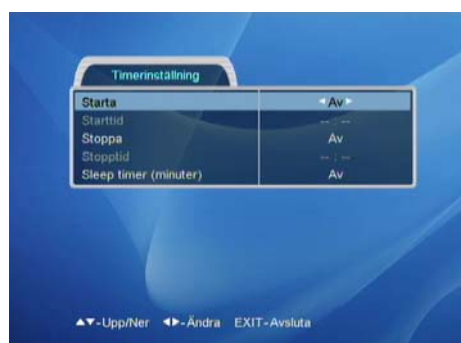 Timerinställning
Starta ◄ Av ►
Starttid -- : --
Stoppa Av
Stopptid -- : --
Sleep timer (minuter) Av
▲▼-Upp/Ner ◄►-Ändra EXIT-Avsluta